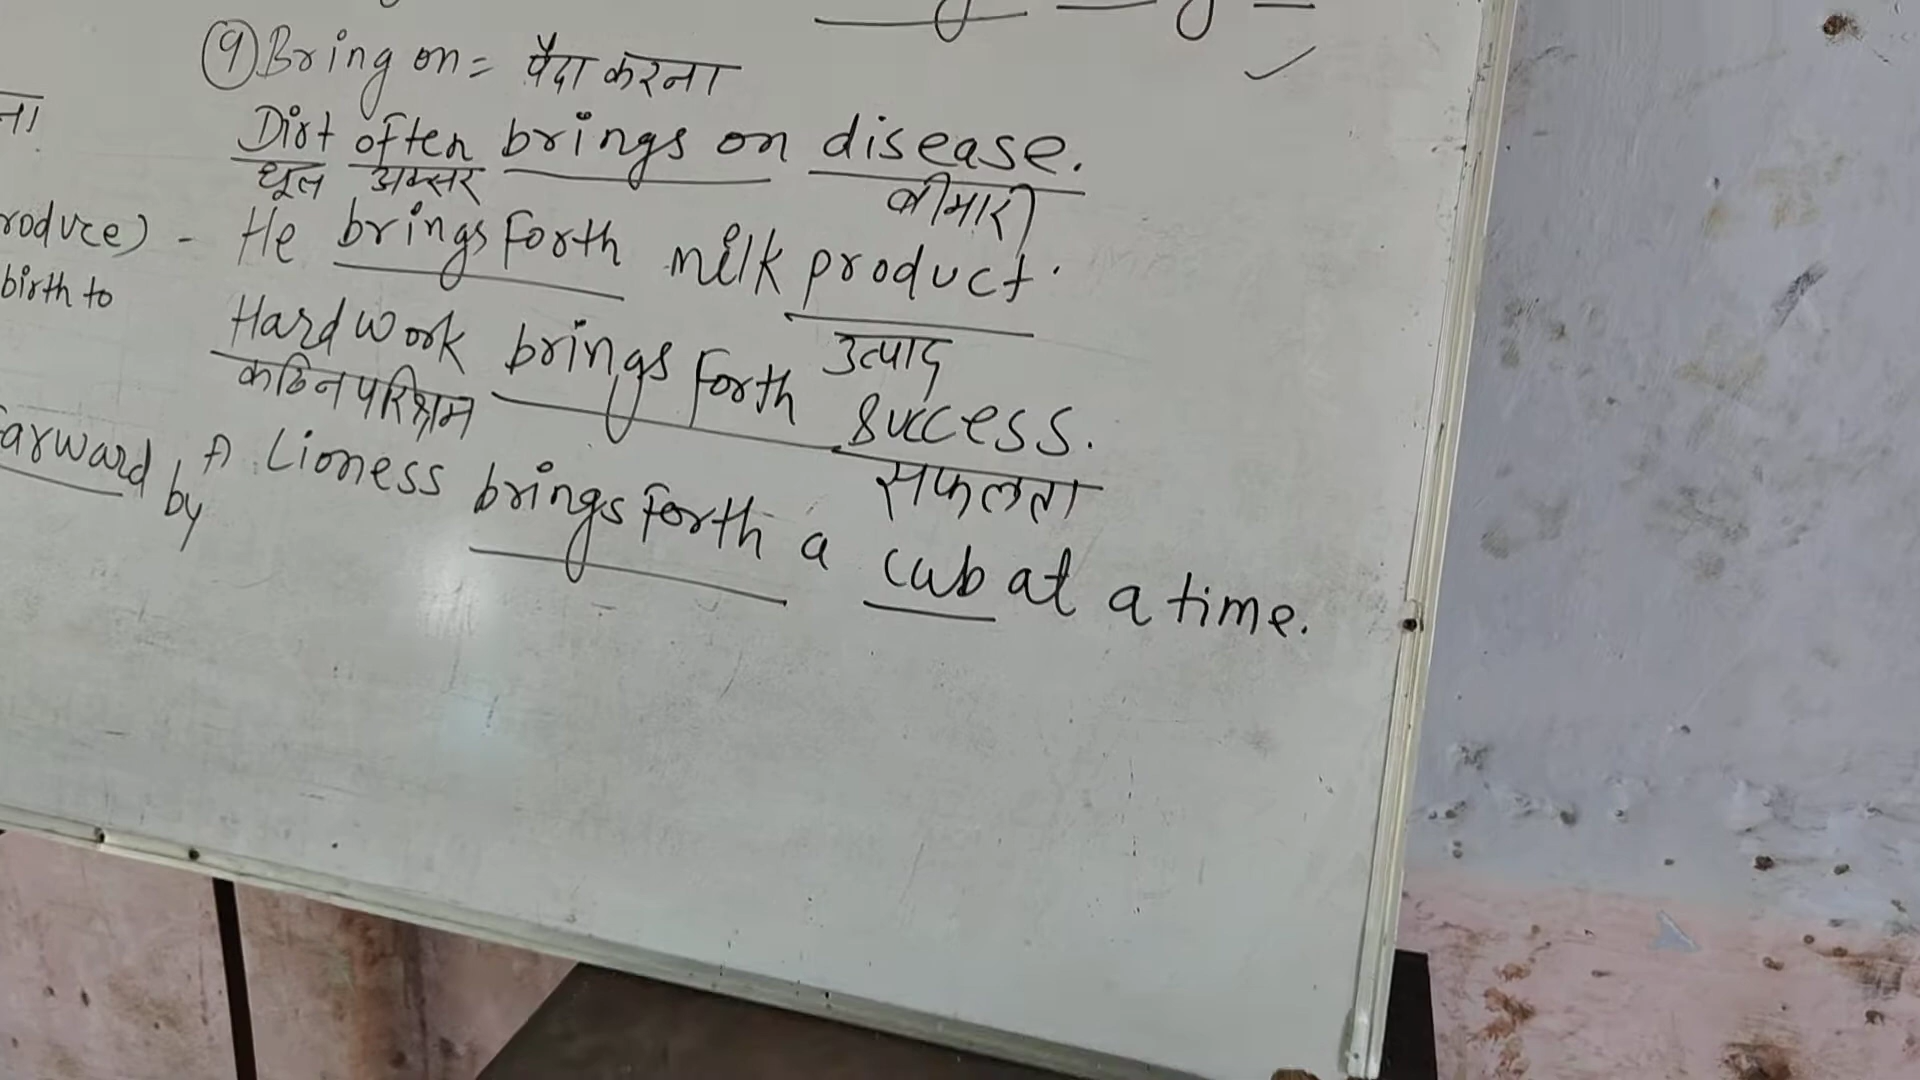 ⑨ Bring on = पैदा करना
Dirt often brings on disease.
धूल अक्सर बीमारी
roduce) - He brings forth milk product.
birth to
उत्पाद
Hard work brings forth success.
कठिन परिश्रम सफलता
arward by
A Lioness brings forth a cub at a time.